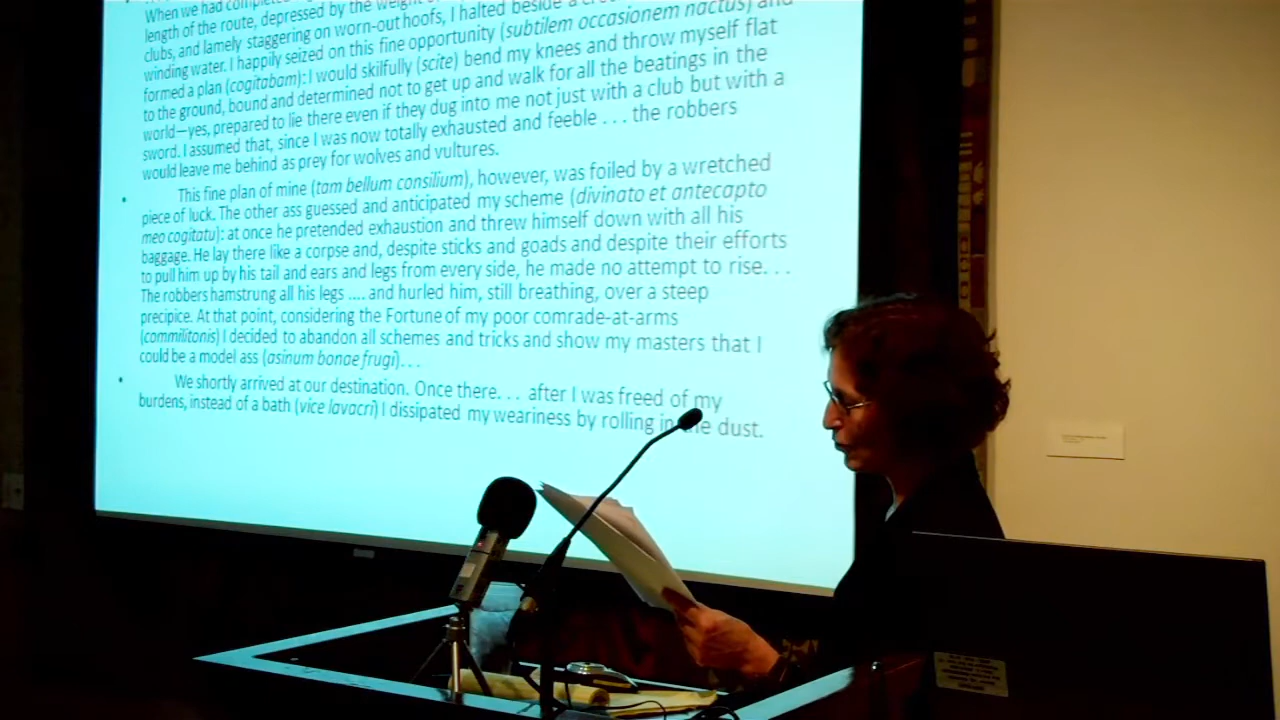 When we had
length of the route, depressed by the weight of
clubs, and lamely staggering on worn-out hoofs, I halted beside a
winding water. I happily seized on this fine opportunity (subtilem occasionem nactus) and
formed a plan (cogitabam): I would skilfully (scite) bend my knees and throw myself flat
to the ground, bound and determined not to get up and walk for all the beatings in the
world—yes, prepared to lie there even if they dug into me not just with a club but with a
sword. I assumed that, since I was now totally exhausted and feeble . . . the robbers
would leave me behind as prey for wolves and vultures.
• This fine plan of mine (tam bellum consilium), however, was foiled by a wretched
piece of luck. The other ass guessed and anticipated my scheme (divinato et antecapto
meo cogitatu): at once he pretended exhaustion and threw himself down with all his
baggage. He lay there like a corpse and, despite sticks and goads and despite their efforts
to pull him up by his tail and ears and legs from every side, he made no attempt to rise. . .
The robbers hamstrung all his legs .... and hurled him, still breathing, over a steep
precipice. At that point, considering the Fortune of my poor comrade-at-arms
(commilitonis) I decided to abandon all schemes and tricks and show my masters that I
could be a model ass (asinum bonae frugi). . .
• We shortly arrived at our destination. Once there. . . after I was freed of my
burdens, instead of a bath (vice lavacri) I dissipated my weariness by rolling in dust.